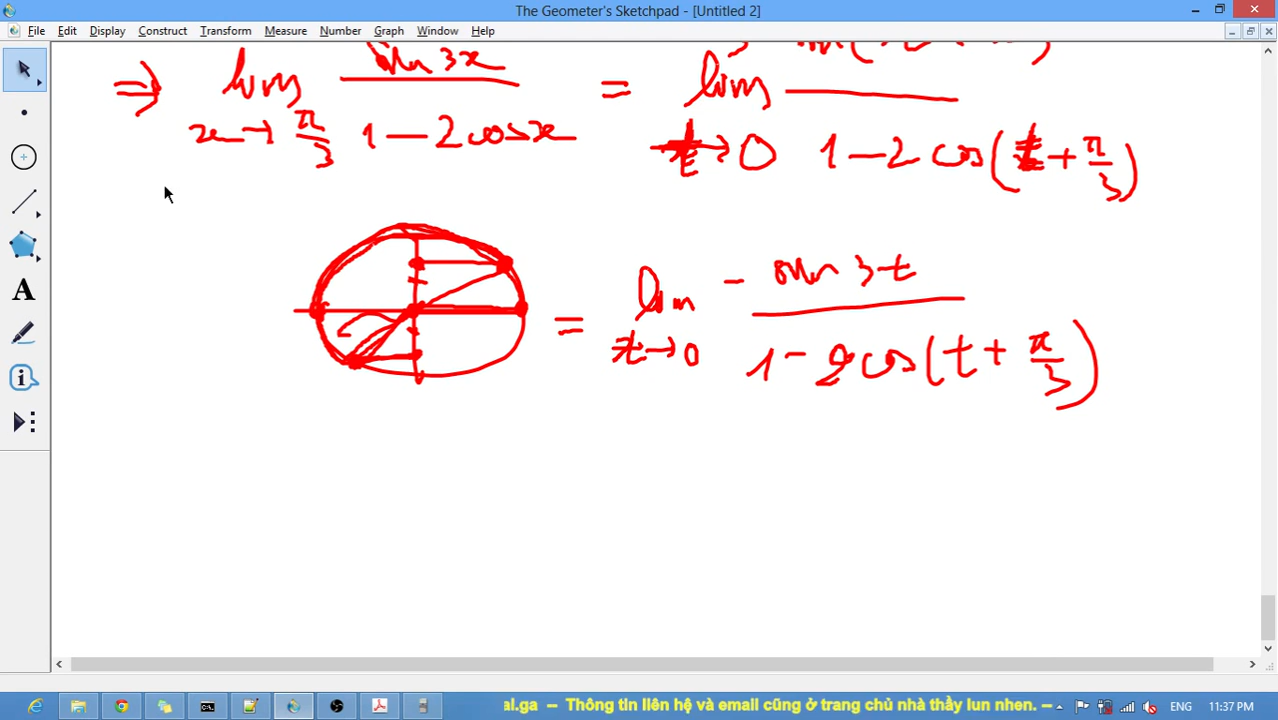 The Geometer's Sketchpad - [Untitled 2]
File Edit Display Construct Transform Measure Number Graph Window Help
⇒ lim x→π/3 sin 3x / 1 − 2cosx = lim t→0 / 1 − 2 cos(t + π/3)
= lim t→0 - sin 3t / 1 - 2cos(t + π/3)
al.ga -- Thông tin liên hệ và email cũng ở trang chủ nhà thầy lun nhen. --
ENG 11:37 PM